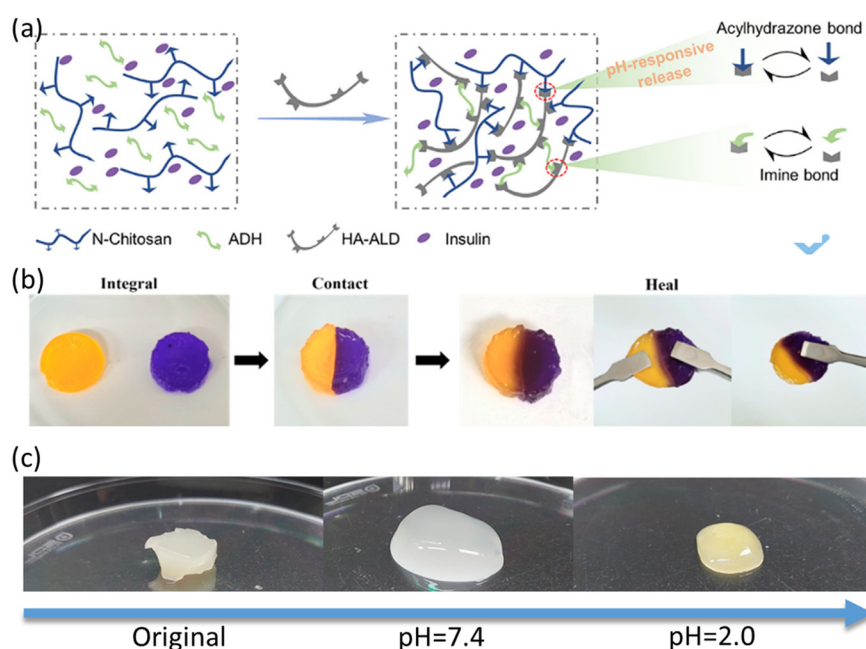 (a)
pH-responsive
release
Acylhydrazone bond
Imine bond
N-Chitosan
ADH
HA-ALD
Insulin
(b)
Integral
Contact
Heal
(c)
Original
pH=7.4
pH=2.0